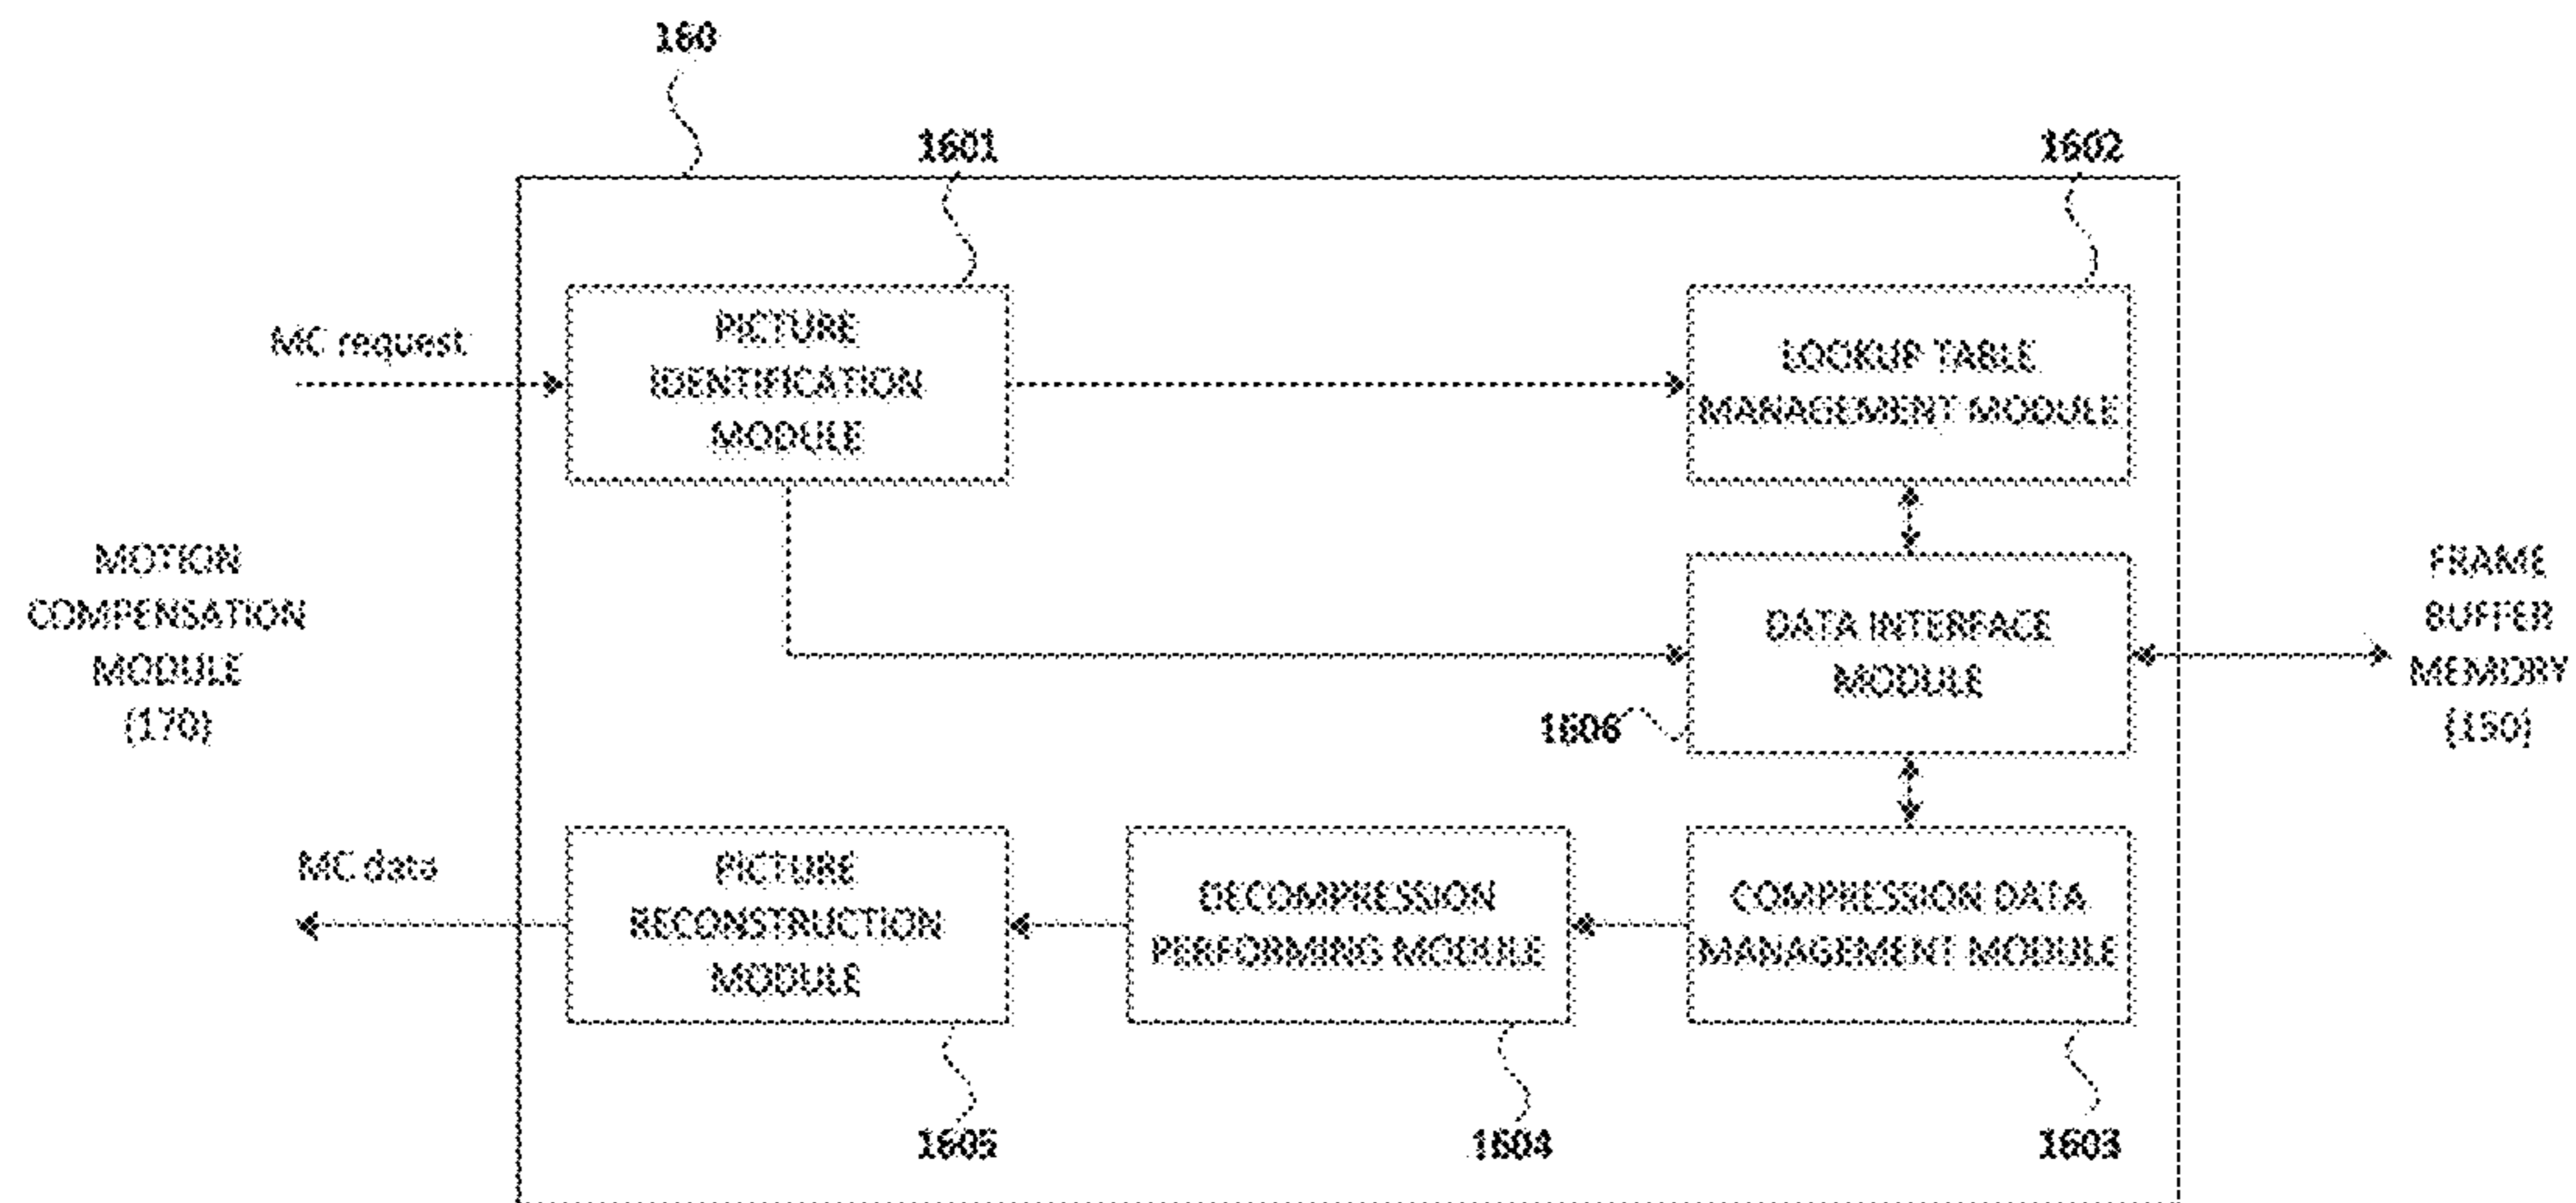 160
1601
1602
MC request
PICTURE
IDENTIFICATION
MODULE
LOOKUP TABLE
MANAGEMENT MODULE
MOTION
COMPENSATION
MODULE
(170)
DATA INTERFACE
MODULE
1606
FRAME
BUFFER
MEMORY
(150)
MC data
PICTURE
RECONSTRUCTION
MODULE
DECOMPRESSION
PERFORMING MODULE
COMPRESSION DATA
MANAGEMENT MODULE
1605
1604
1603